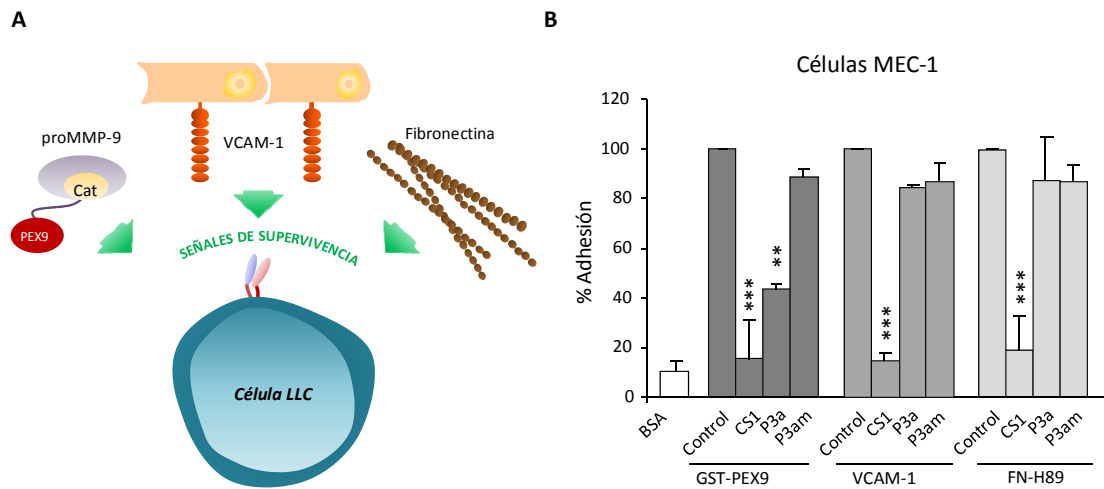 A
proMMP-9
Cat
PEX9
VCAM-1
Fibronectina
SEÑALES DE SUPERVIVENCIA
Célula LLC
B
Células MEC-1
% Adhesión
120
100
80
60
40
20
0
***
**
***
***
BSA
Control
CS1
P3a
P3am
Control
CS1
P3a
P3am
Control
CS1
P3a
P3am
GST-PEX9
VCAM-1
FN-H89